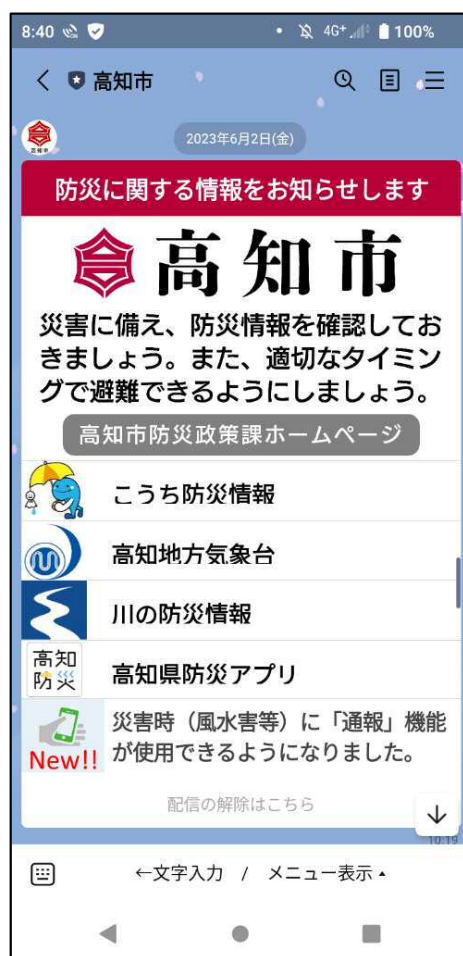 8:40
4G+
100%
高知市
2023年6月2日(金)
防災に関する情報をお知らせします
高知市
災害に備え、防災情報を確認してお
きましょう。また、適切なタイミン
グで避難できるようにしましょう。
高知市防災政策課ホームページ
こうち防災情報
高知地方気象台
川の防災情報
高知
防災
高知県防災アプリ
New!!
災害時（風水害等）に「通報」機能
が使用できるようになりました。
配信の解除はこちら
10:19
←文字入力 / メニュー表示▲